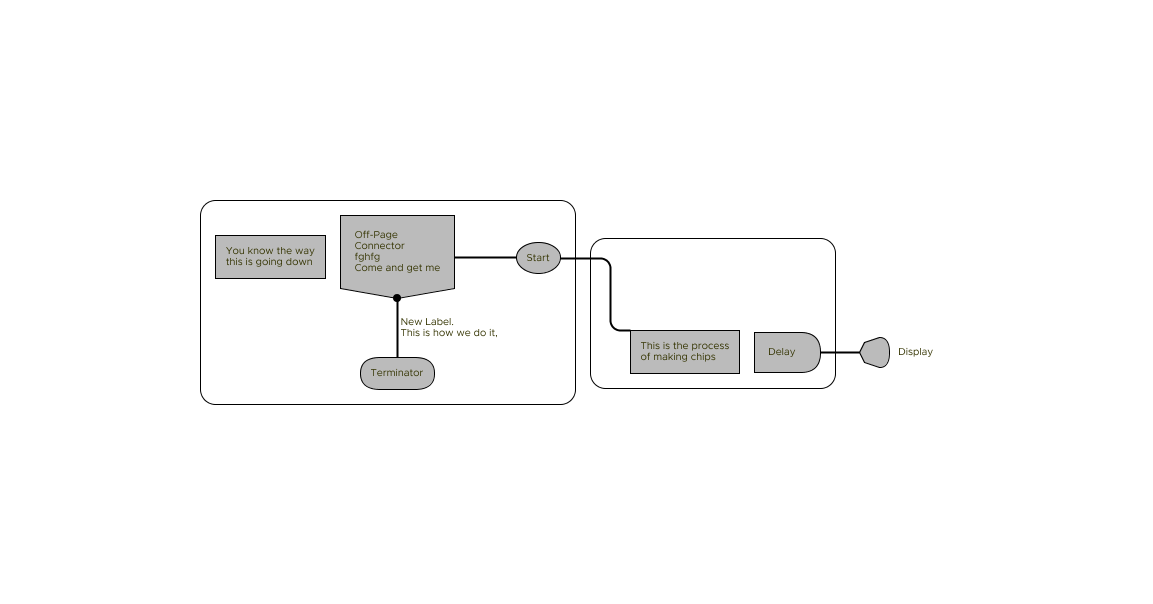 You know the way
this is going down
Off-Page
Connector
fghfg
Come and get me
Start
New Label.
This is how we do it,
Terminator
This is the process
of making chips
Delay
Display